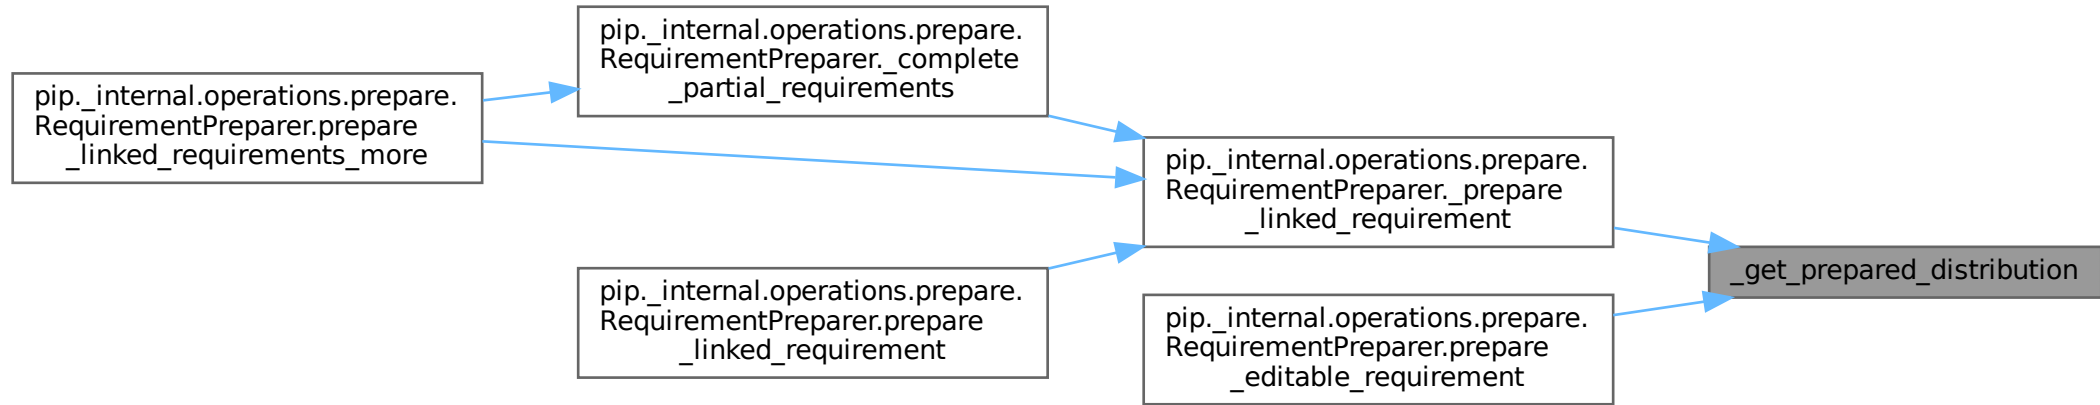 pip._internal.operations.prepare.
RequirementPreparer.prepare
_linked_requirements_more
pip._internal.operations.prepare.
RequirementPreparer._complete
_partial_requirements
pip._internal.operations.prepare.
RequirementPreparer.prepare
_linked_requirement
pip._internal.operations.prepare.
RequirementPreparer._prepare
_linked_requirement
pip._internal.operations.prepare.
RequirementPreparer.prepare
_editable_requirement
_get_prepared_distribution